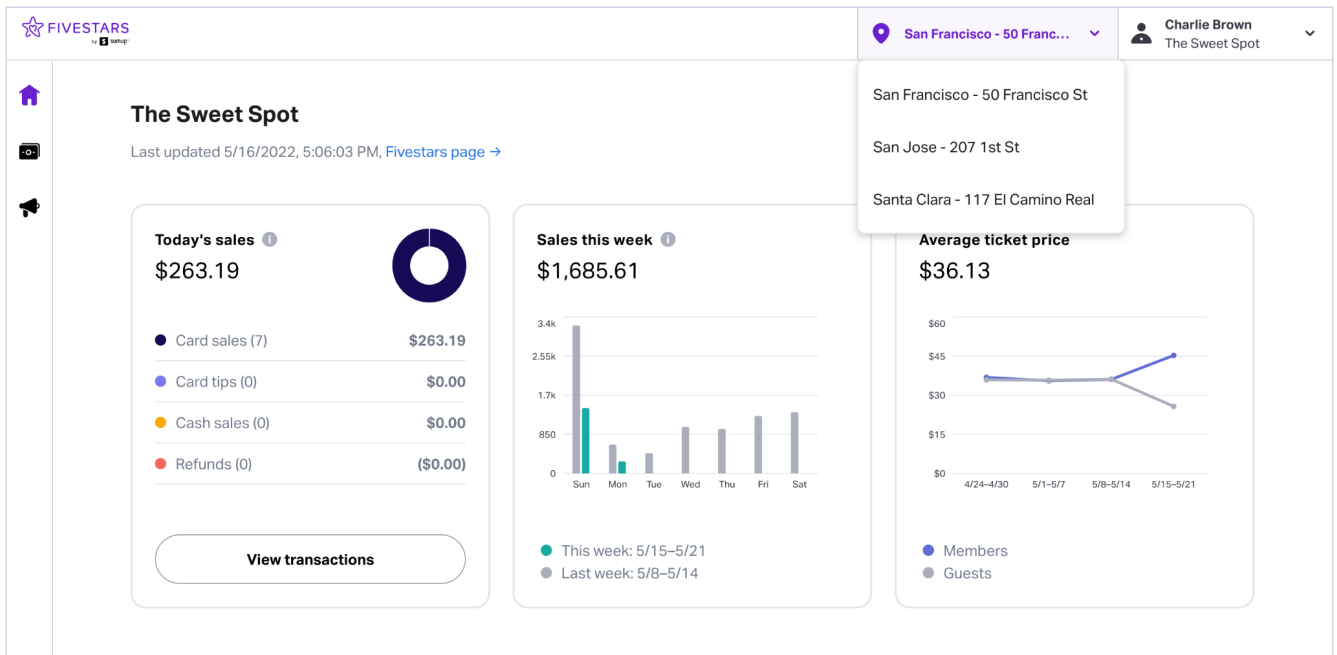 FIVESTARS
by sumup
San Francisco - 50 Franc...
Charlie Brown
The Sweet Spot
San Francisco - 50 Francisco St
San Jose - 207 1st St
Santa Clara - 117 El Camino Real
The Sweet Spot
Last updated 5/16/2022, 5:06:03 PM, Fivestars page →
Today's sales i
$263.19
Card sales (7) $263.19
Card tips (0) $0.00
Cash sales (0) $0.00
Refunds (0) ($0.00)
View transactions
Sales this week i
$1,685.61
3.4k
2.55k
1.7k
850
0
Sun Mon Tue Wed Thu Fri Sat
This week: 5/15–5/21
Last week: 5/8–5/14
Average ticket price
$36.13
$60
$45
$30
$15
$0
4/24–4/30 5/1–5/7 5/8–5/14 5/15–5/21
Members
Guests